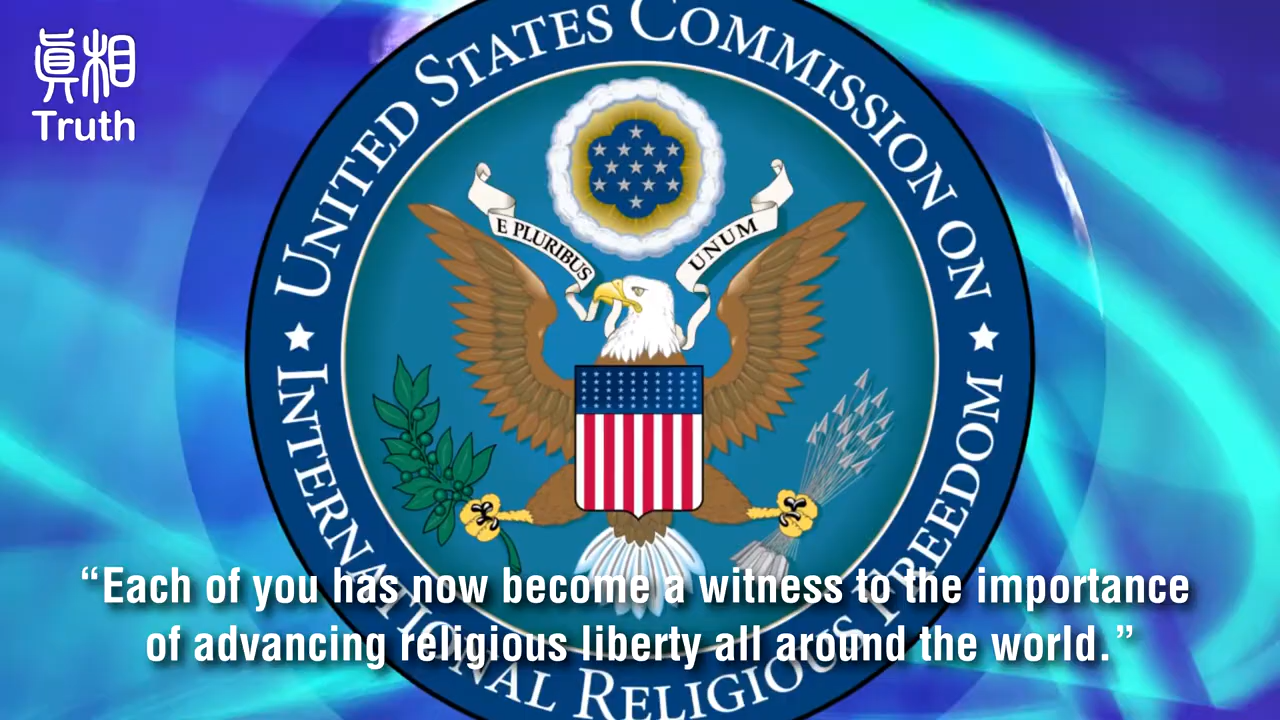 眞相
Truth
UNITED STATES COMMISSION ON
INTERNATIONAL RELIGIOUS FREEDOM
E PLURIBUS
UNUM
“Each of you has now become a witness to the importance
of advancing religious liberty all around the world.”